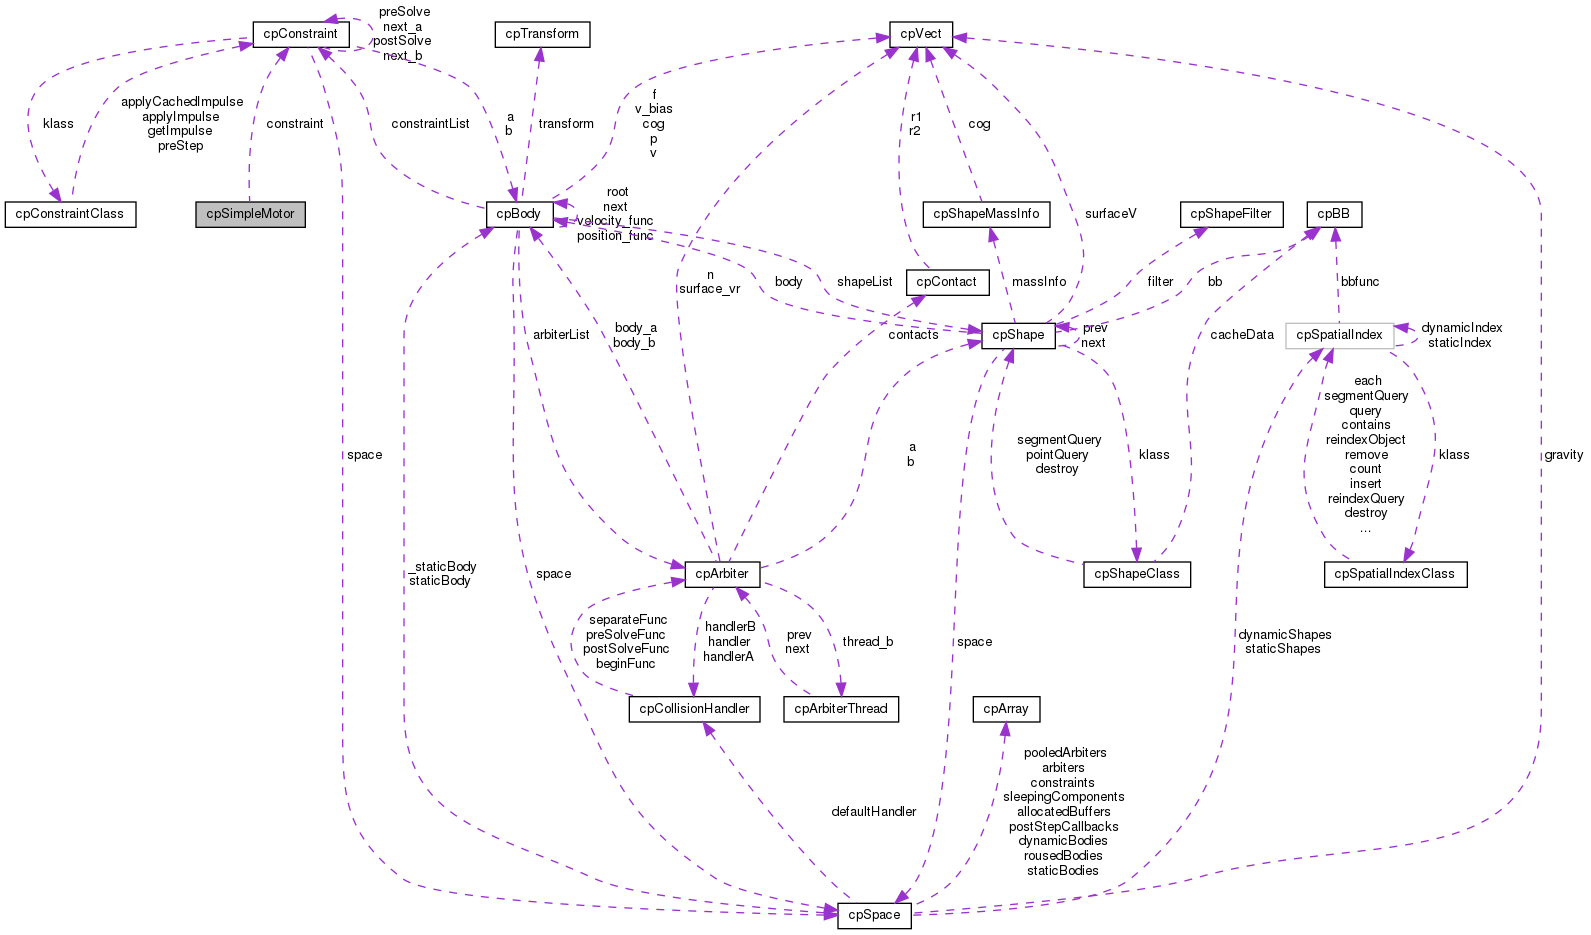 preSolve
next_a
postSolve
next_b
cpConstraint
cpTransform
cpVect
klass
applyCachedImpulse
applyImpulse
getImpulse
preStep
constraint
constraintList
a
b
transform
f
v_bias
cog
p
v
r1
r2
cog
cpConstraintClass
cpSimpleMotor
cpBody
root
next
velocity_func
position_func
cpShapeMassInfo
surfaceV
cpShapeFilter
cpBB
n
surface_vr
body
shapeList
cpContact
massInfo
filter
bb
bbfunc
arbiterList
body_a
body_b
contacts
cpShape
prev
next
cacheData
cpSpatialIndex
dynamicIndex
staticIndex
each
segmentQuery
query
contains
reindexObject
remove
count
insert
reindexQuery
destroy
...
space
a
b
segmentQuery
pointQuery
destroy
klass
klass
gravity
_staticBody
staticBody
space
cpArbiter
cpShapeClass
cpSpatialIndexClass
separateFunc
preSolveFunc
postSolveFunc
beginFunc
handlerB
handler
handlerA
prev
next
thread_b
space
dynamicShapes
staticShapes
cpCollisionHandler
cpArbiterThread
cpArray
defaultHandler
pooledArbiters
arbiters
constraints
sleepingComponents
allocatedBuffers
postStepCallbacks
dynamicBodies
rousedBodies
staticBodies
cpSpace